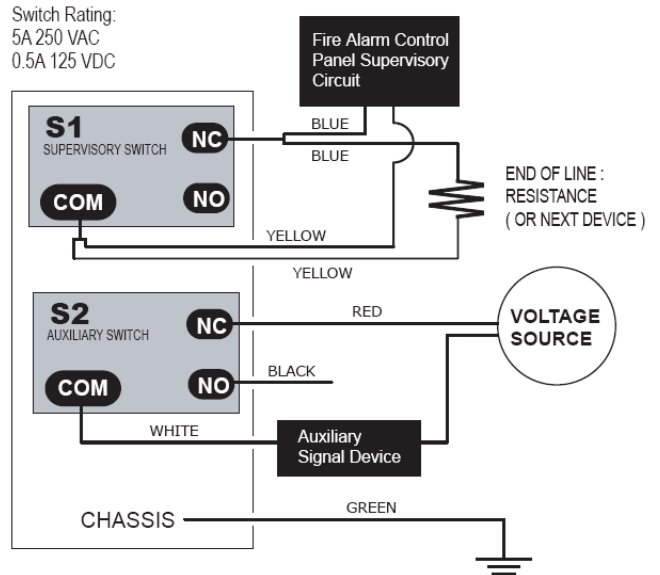 Switch Rating:
5A 250 VAC
0.5A 125 VDC
Fire Alarm Control
Panel Supervisory
Circuit
S1
SUPERVISORY SWITCH
NC
NO
COM
BLUE
BLUE
END OF LINE :
RESISTANCE
( OR NEXT DEVICE )
YELLOW
YELLOW
S2
AUXILIARY SWITCH
NC
NO
COM
RED
VOLTAGE
SOURCE
BLACK
WHITE
Auxiliary
Signal Device
CHASSIS
GREEN